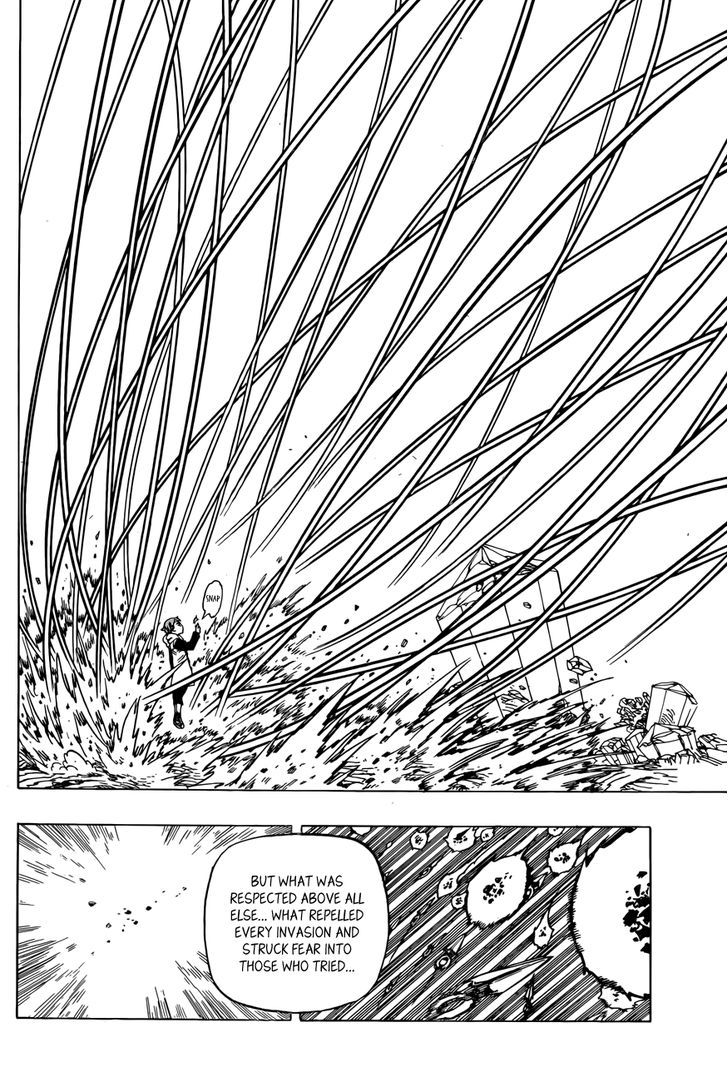 SNAP
BUT WHAT WAS
RESPECTED ABOVE ALL
ELSE... WHAT REPELLED
EVERY INVASION AND
STRUCK FEAR INTO
THOSE WHO TRIED...